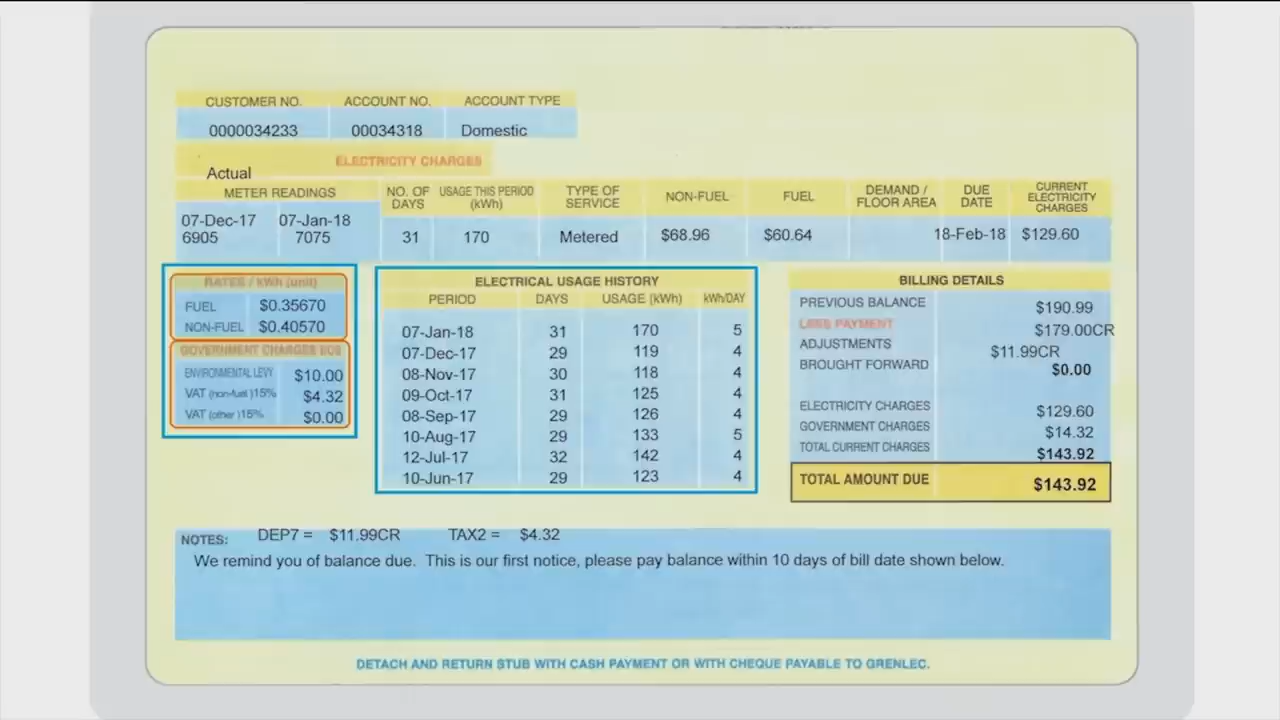 CUSTOMER NO. ACCOUNT NO. ACCOUNT TYPE
0000034233 00034318 Domestic
ELECTRICITY CHARGES
Actual
METER READINGS NO. OF DAYS USAGE THIS PERIOD (kWh) TYPE OF SERVICE NON-FUEL FUEL DEMAND / FLOOR AREA DUE DATE CURRENT ELECTRICITY CHARGES
07-Dec-17 07-Jan-18
6905 7075 31 170 Metered $68.96 $60.64 18-Feb-18 $129.60
RATES / kWh (unit)
FUEL $0.35670
NON-FUEL $0.40570
GOVERNMENT CHARGES EC$
ENVIRONMENTAL LEVY $10.00
VAT (non-fuel )15% $4.32
VAT (other )15% $0.00
ELECTRICAL USAGE HISTORY
PERIOD DAYS USAGE (kWh) kWh/DAY
07-Jan-18 31 170 5
07-Dec-17 29 119 4
08-Nov-17 30 118 4
09-Oct-17 31 125 4
08-Sep-17 29 126 4
10-Aug-17 29 133 5
12-Jul-17 32 142 4
10-Jun-17 29 123 4
BILLING DETAILS
PREVIOUS BALANCE $190.99
LESS PAYMENT $179.00CR
ADJUSTMENTS $11.99CR
BROUGHT FORWARD $0.00
ELECTRICITY CHARGES $129.60
GOVERNMENT CHARGES $14.32
TOTAL CURRENT CHARGES $143.92
TOTAL AMOUNT DUE $143.92
NOTES: DEP7 = $11.99CR TAX2 = $4.32
We remind you of balance due. This is our first notice, please pay balance within 10 days of bill date shown below.
DETACH AND RETURN STUB WITH CASH PAYMENT OR WITH CHEQUE PAYABLE TO GRENLEC.